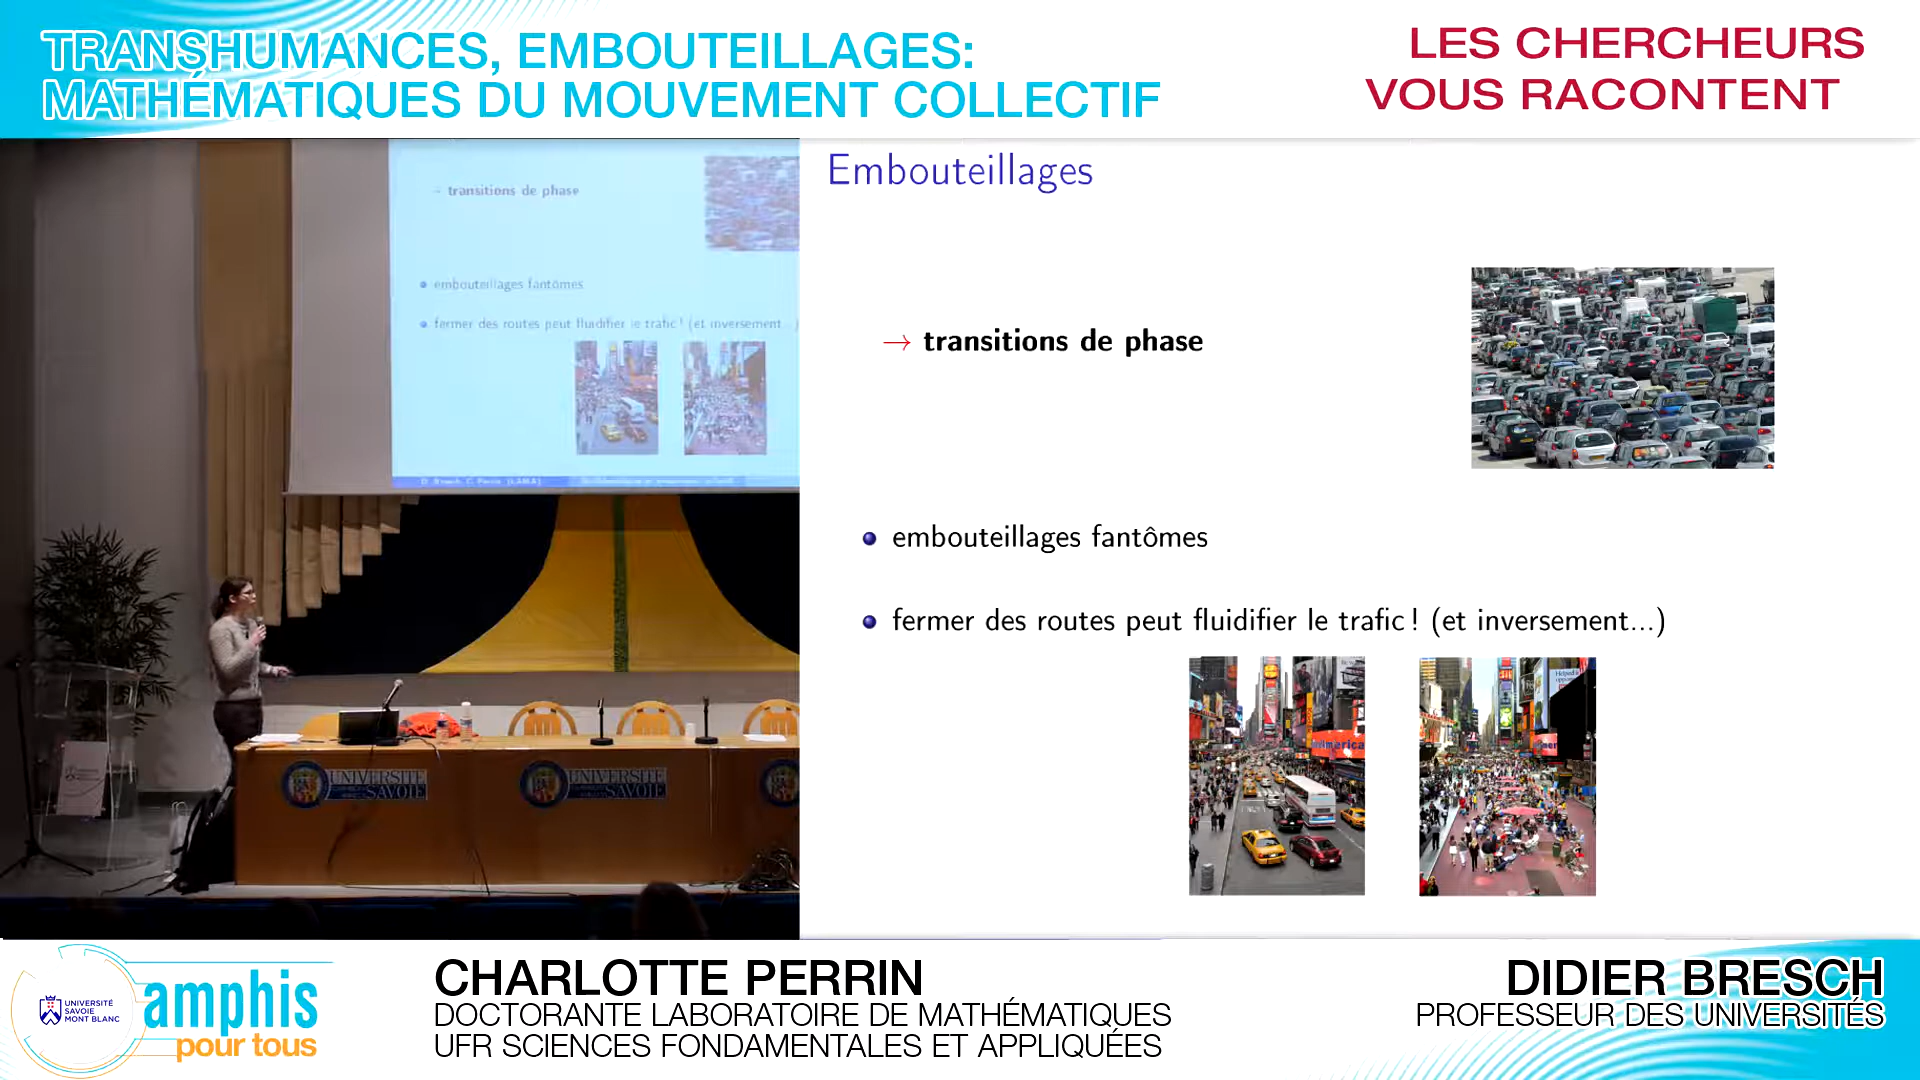 TRANSHUMANCES, EMBOUTEILLAGES:
MATHÉMATIQUES DU MOUVEMENT COLLECTIF
LES CHERCHEURS
VOUS RACONTENT
→ transitions de phase
• embouteillages fantômes
• fermer des routes peut fluidifier le trafic ! (et inversement...)
D. Bresch, C. Perrin (LAMA)
UNIVERSITE
SAVOIE
UNIVERSITE
SAVOIE
Embouteillages
→ transitions de phase
• embouteillages fantômes
• fermer des routes peut fluidifier le trafic ! (et inversement...)
UNIVERSITÉ
SAVOIE
MONT BLANC
amphis
pour tous
CHARLOTTE PERRIN
DOCTORANTE LABORATOIRE DE MATHÉMATIQUES
UFR SCIENCES FONDAMENTALES ET APPLIQUÉES
DIDIER BRESCH
PROFESSEUR DES UNIVERSITÉS